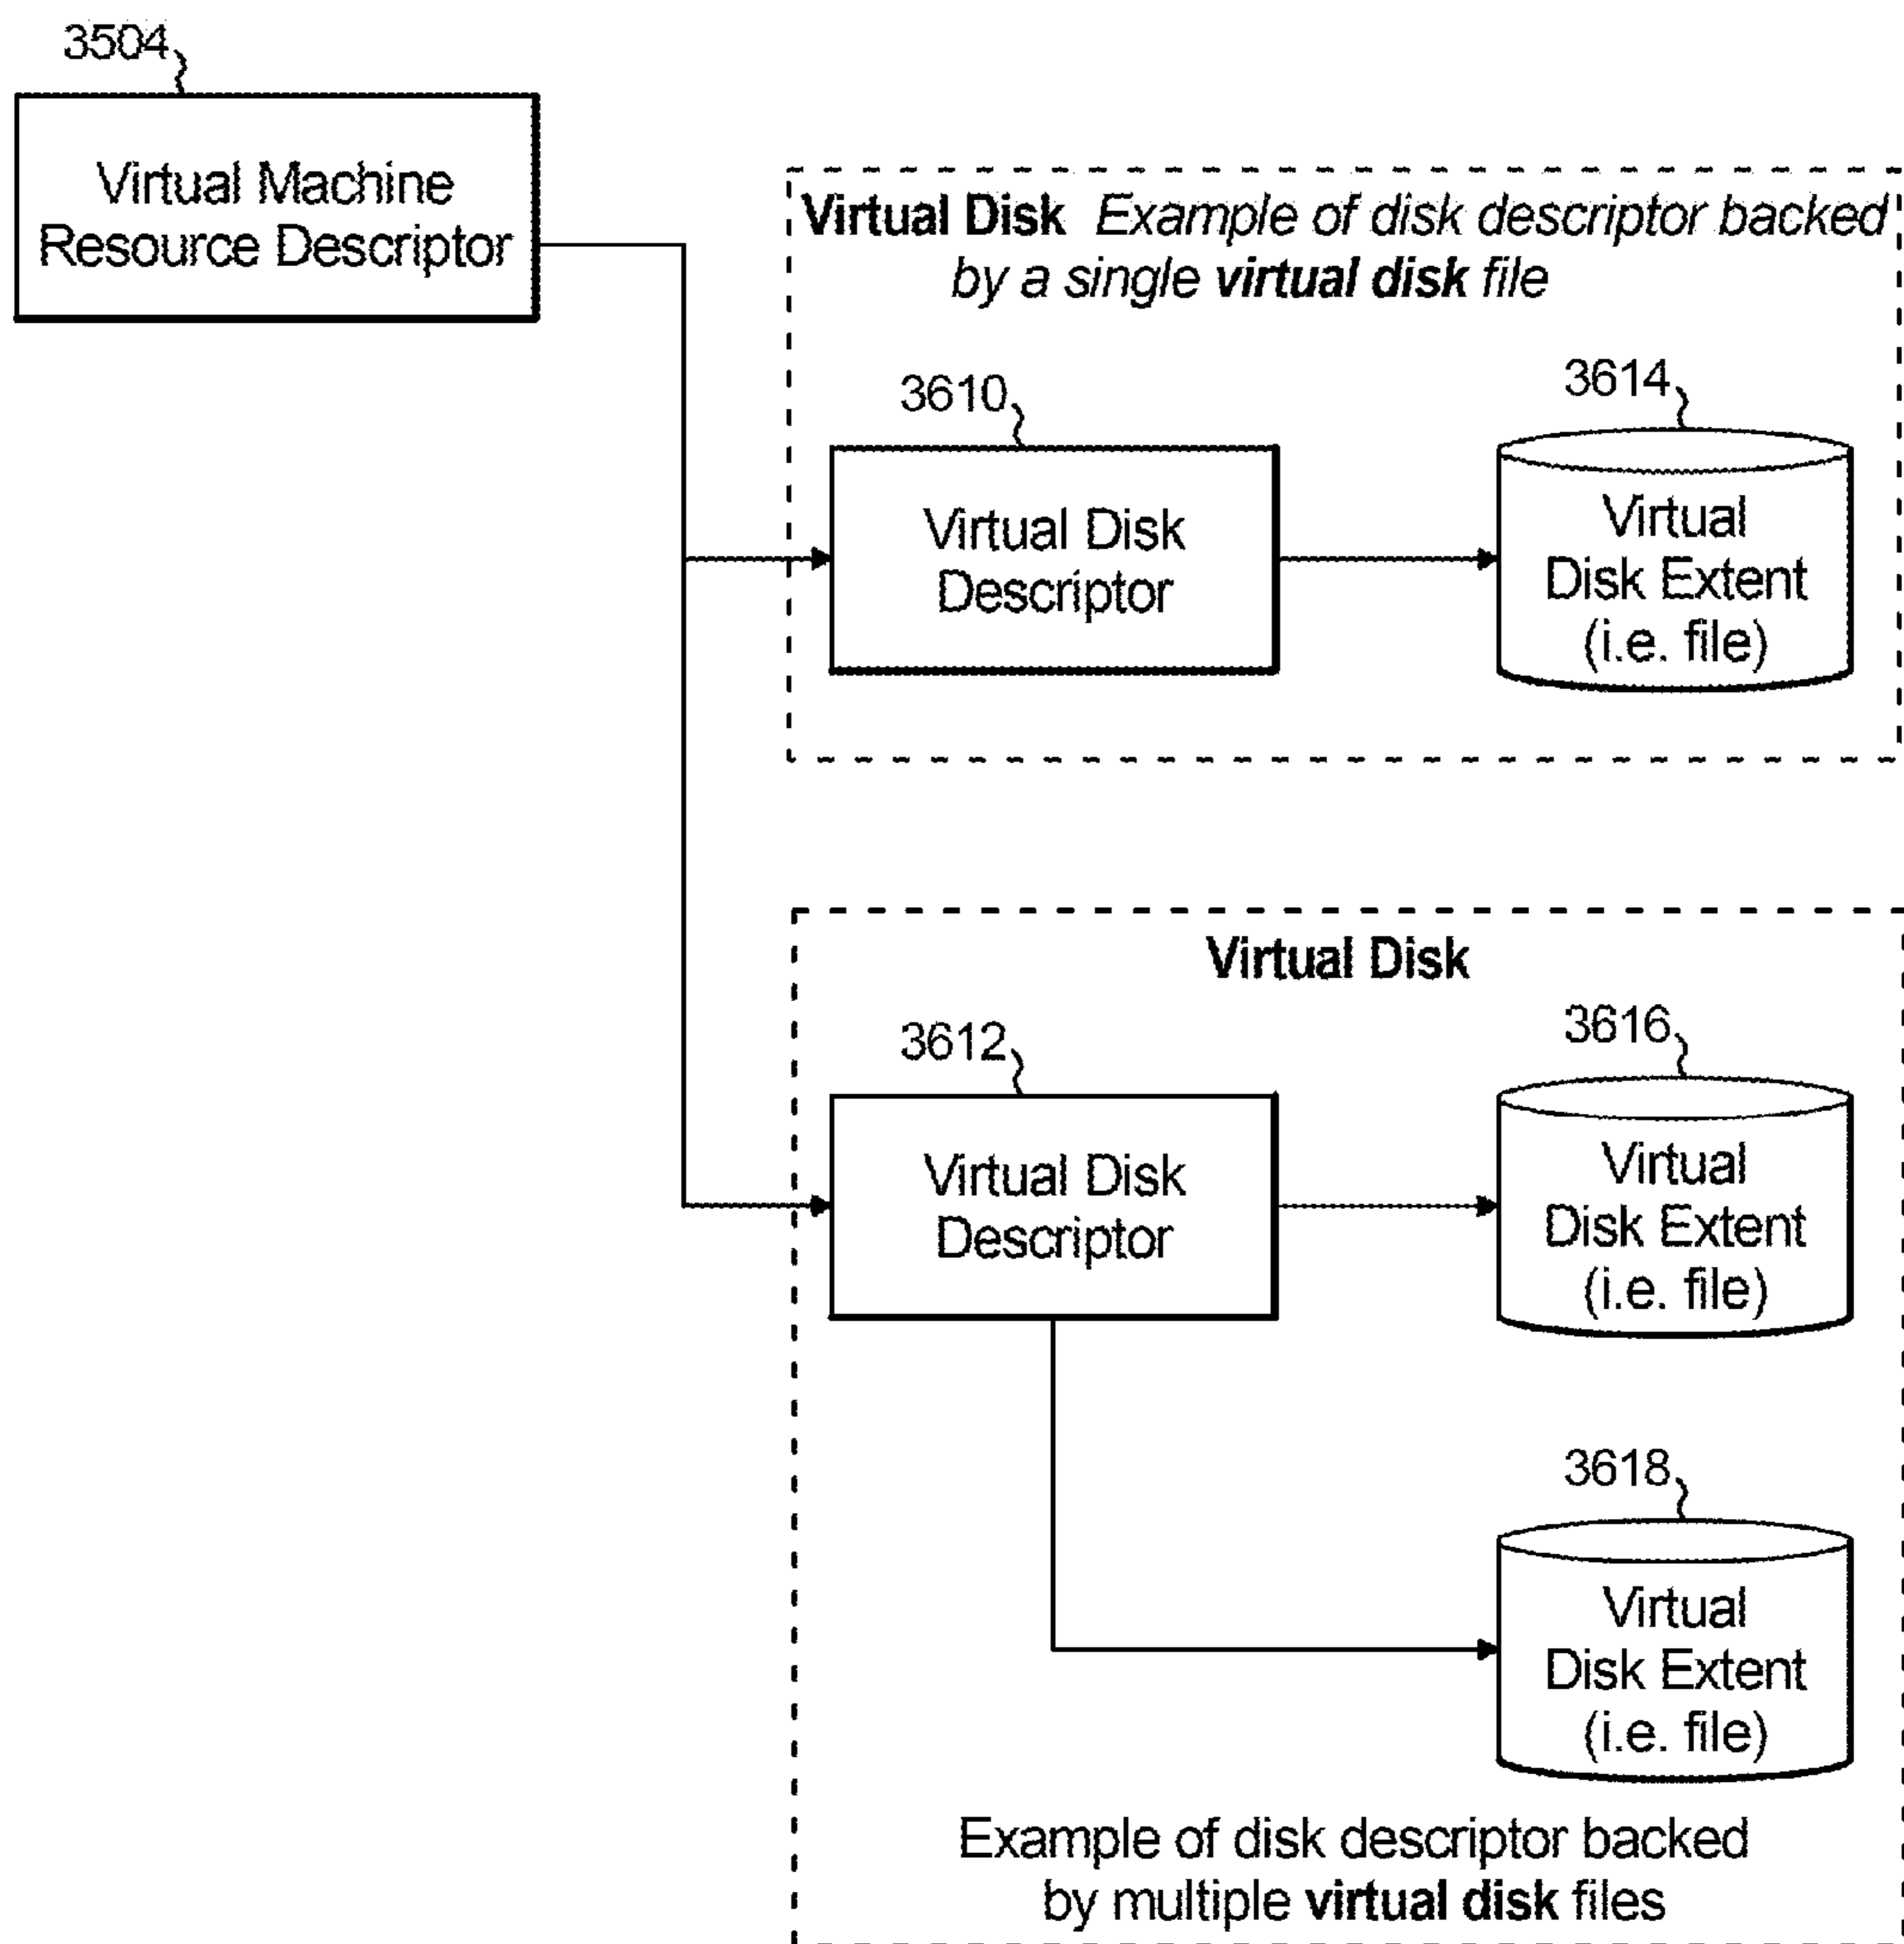 3504
Virtual Machine
Resource Descriptor
Virtual Disk Example of disk descriptor backed
by a single virtual disk file
3610
3614
Virtual Disk
Descriptor
Virtual
Disk Extent
(i.e. file)
Virtual Disk
3612
3616
Virtual Disk
Descriptor
Virtual
Disk Extent
(i.e. file)
3618
Virtual
Disk Extent
(i.e. file)
Example of disk descriptor backed
by multiple virtual disk files